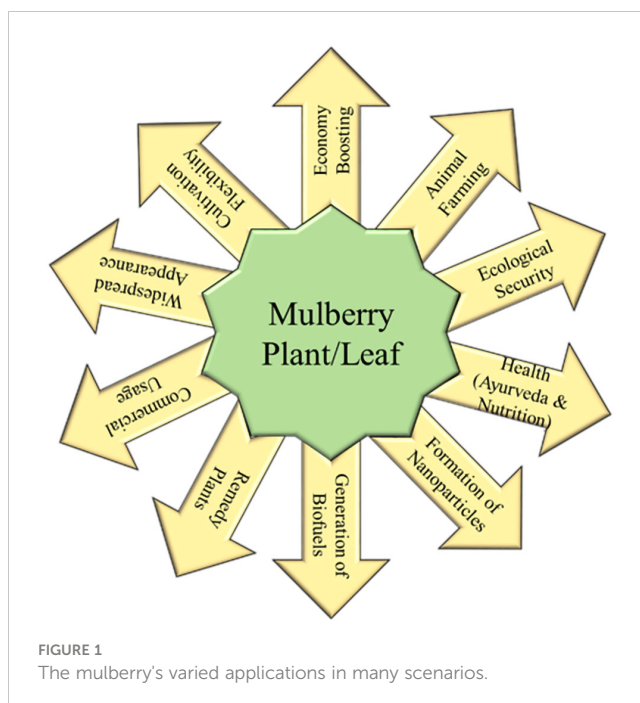 Economy
Boosting
Animal
Farming
Ecological
Security
Health
(Ayurveda &
Nutrition)
Formation of
Nanoparticles
Generation of
Biofuels
Remedy
Plants
Commercial
Usage
Widespread
Appearance
Cultivation
Flexibility
Mulberry
Plant/Leaf
FIGURE 1
The mulberry's varied applications in many scenarios.